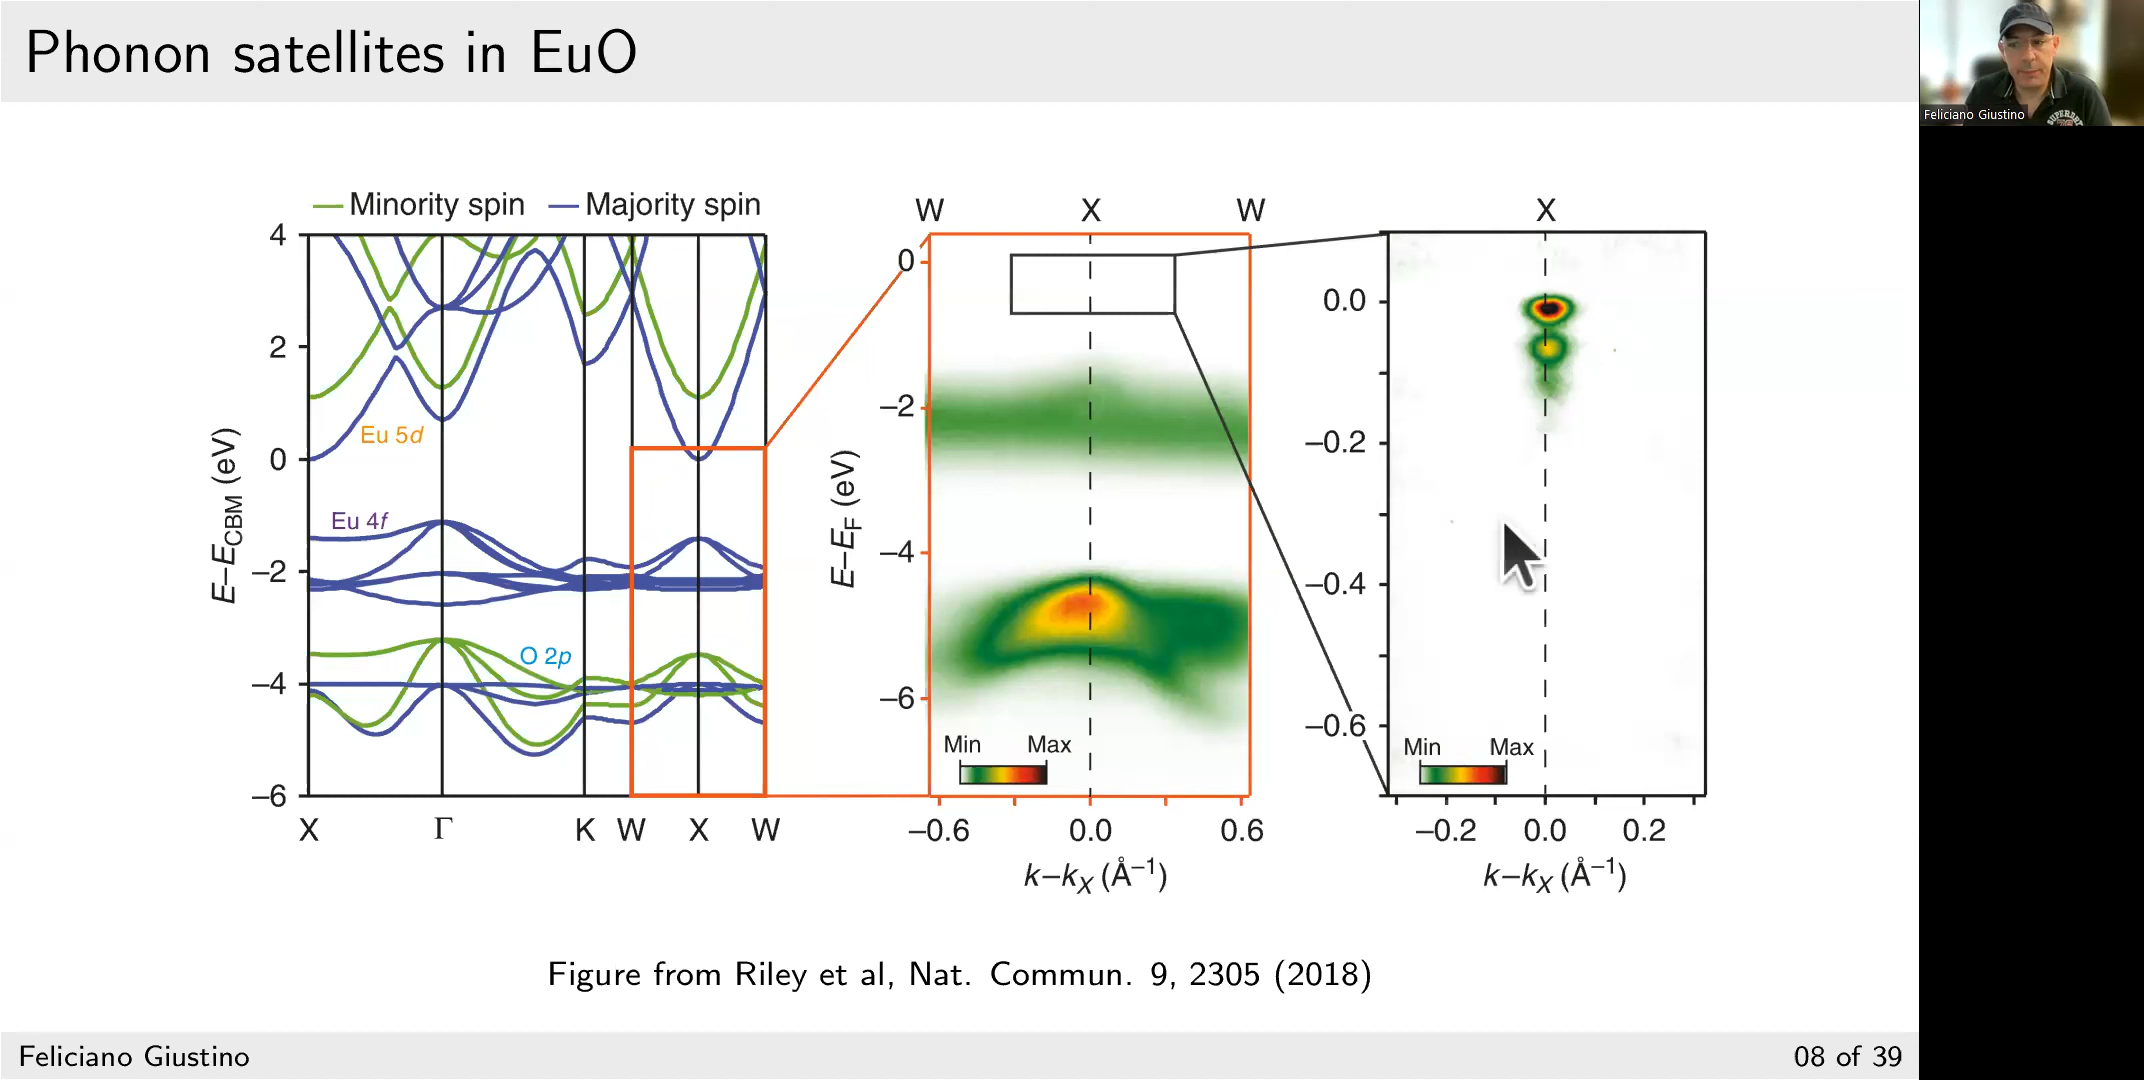 Phonon satellites in EuO
Feliciano Giustino
SUPERDRY
Minority spin
Majority spin
4
2
0
−2
−4
−6
E–E_CBM (eV)
Eu 5d
Eu 4f
O 2p
X Γ K W X W
W X W
0
−2
−4
−6
E–E_F (eV)
Min Max
−0.6 0.0 0.6
k–k_X (Å⁻¹)
X
0.0
−0.2
−0.4
−0.6
Min Max
−0.2 0.0 0.2
k–k_X (Å⁻¹)
Figure from Riley et al, Nat. Commun. 9, 2305 (2018)
Feliciano Giustino
08 of 39